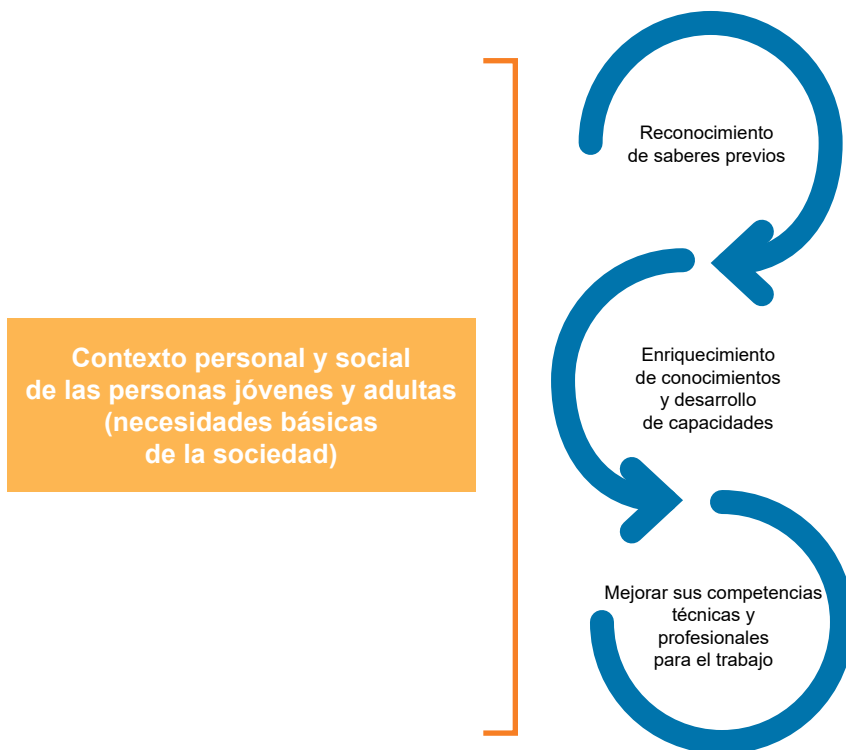 Contexto personal y social
de las personas jóvenes y adultas
(necesidades básicas
de la sociedad)
Reconocimiento
de saberes previos
Enriquecimiento
de conocimientos
y desarrollo
de capacidades
Mejorar sus competencias
técnicas y
profesionales
para el trabajo